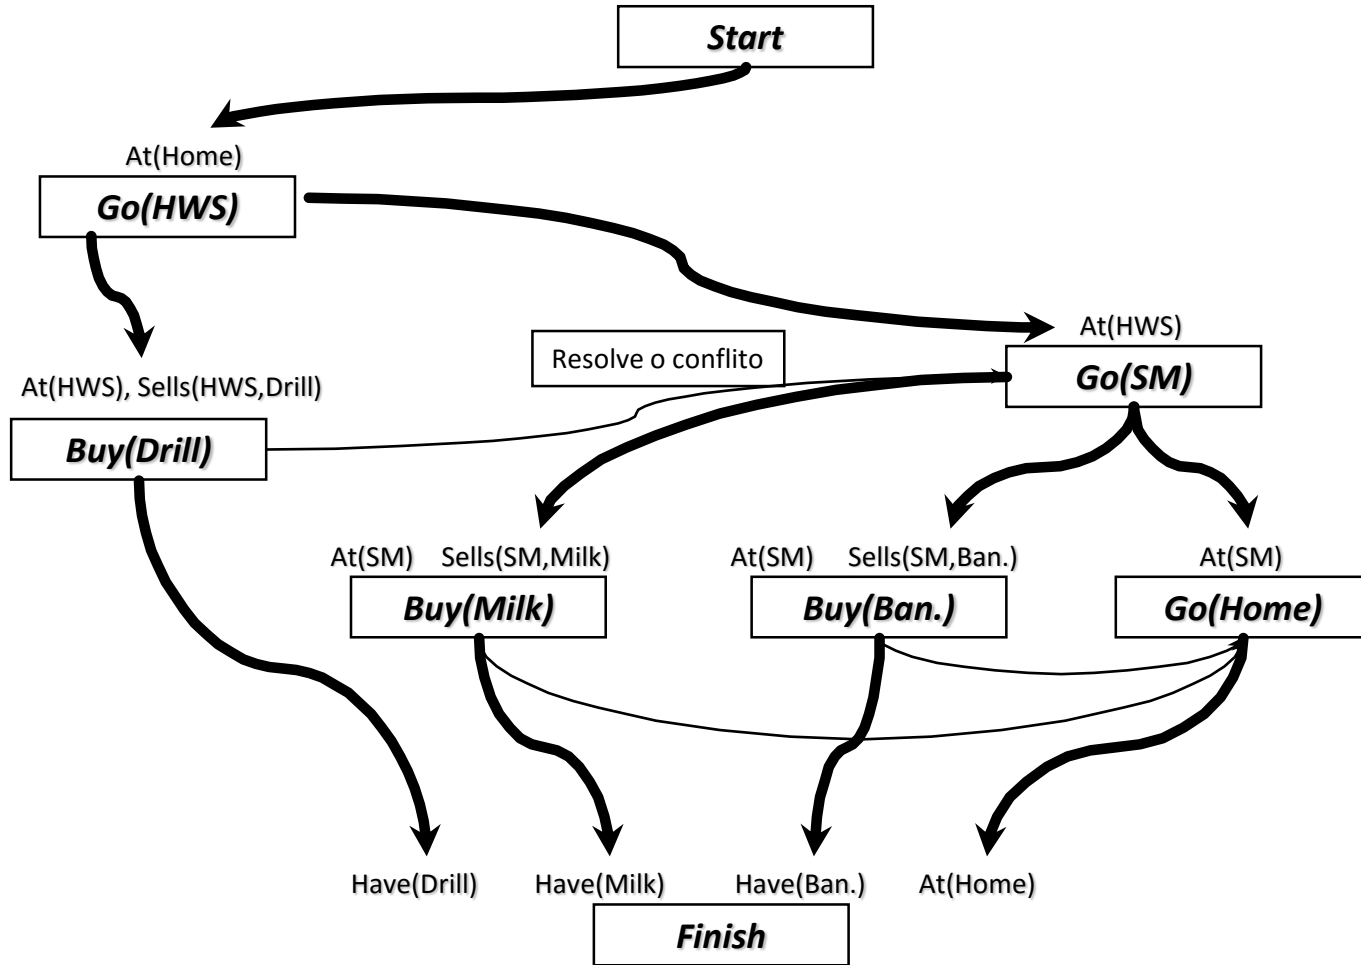 Start
At(Home)
Go(HWS)
At(HWS)
Resolve o conflito
Go(SM)
At(HWS), Sells(HWS,Drill)
Buy(Drill)
At(SM) Sells(SM,Milk)
At(SM) Sells(SM,Ban.)
At(SM)
Buy(Milk)
Buy(Ban.)
Go(Home)
Have(Drill)
Have(Milk)
Have(Ban.)
At(Home)
Finish